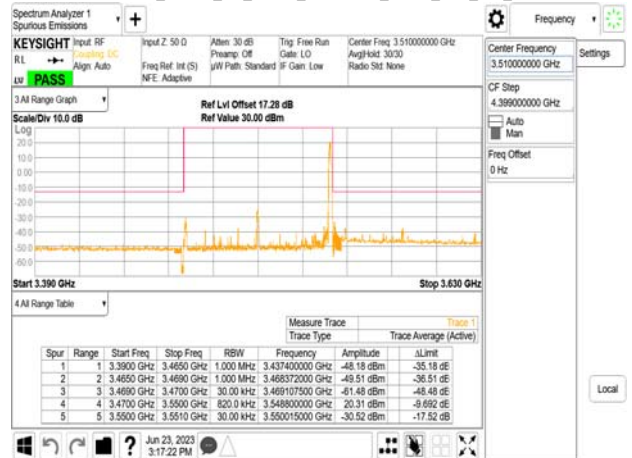 Spectrum Analyzer 1
Spurious Emissions
Frequency
KEYSIGHT
Input: RF
Coupling: DC
Align: Auto
Input Z: 50 Ω
Freq Ref: Int (S)
NFE: Adaptive
Atten: 30 dB
Preamp: Off
µW Path: Standard
Trig: Free Run
Gate: LO
IF Gain: Low
Center Freq: 3.510000000 GHz
Avg|Hold: 30/30
Radio Std: None
RL
PASS
Center Frequency
3.510000000 GHz
Settings
CF Step
4.399000000 GHz
Auto
Man
Freq Offset
0 Hz
Local
3 All Range Graph
Scale/Div 10.0 dB
Ref Lvl Offset 17.28 dB
Ref Value 30.00 dBm
Log
20.0
10.0
0.00
-10.0
-20.0
-30.0
-40.0
-50.0
-60.0
Start 3.390 GHz
Stop 3.630 GHz
4 All Range Table
Measure Trace Trace 1
Trace Type Trace Average (Active)
Spur Range Start Freq Stop Freq RBW Frequency Amplitude ΔLimit
1 1 3.3900 GHz 3.4650 GHz 1.000 MHz 3.437400000 GHz -48.18 dBm -35.18 dB
2 2 3.4650 GHz 3.4690 GHz 1.000 MHz 3.468372000 GHz -49.51 dBm -36.51 dB
3 3 3.4690 GHz 3.4700 GHz 30.00 kHz 3.469107500 GHz -61.48 dBm -48.48 dB
4 4 3.4700 GHz 3.5500 GHz 820.0 kHz 3.548800000 GHz 20.31 dBm -9.692 dB
5 5 3.5500 GHz 3.5510 GHz 30.00 kHz 3.550015000 GHz -30.52 dBm -17.52 dB
Jun 23, 2023
3:17:22 PM